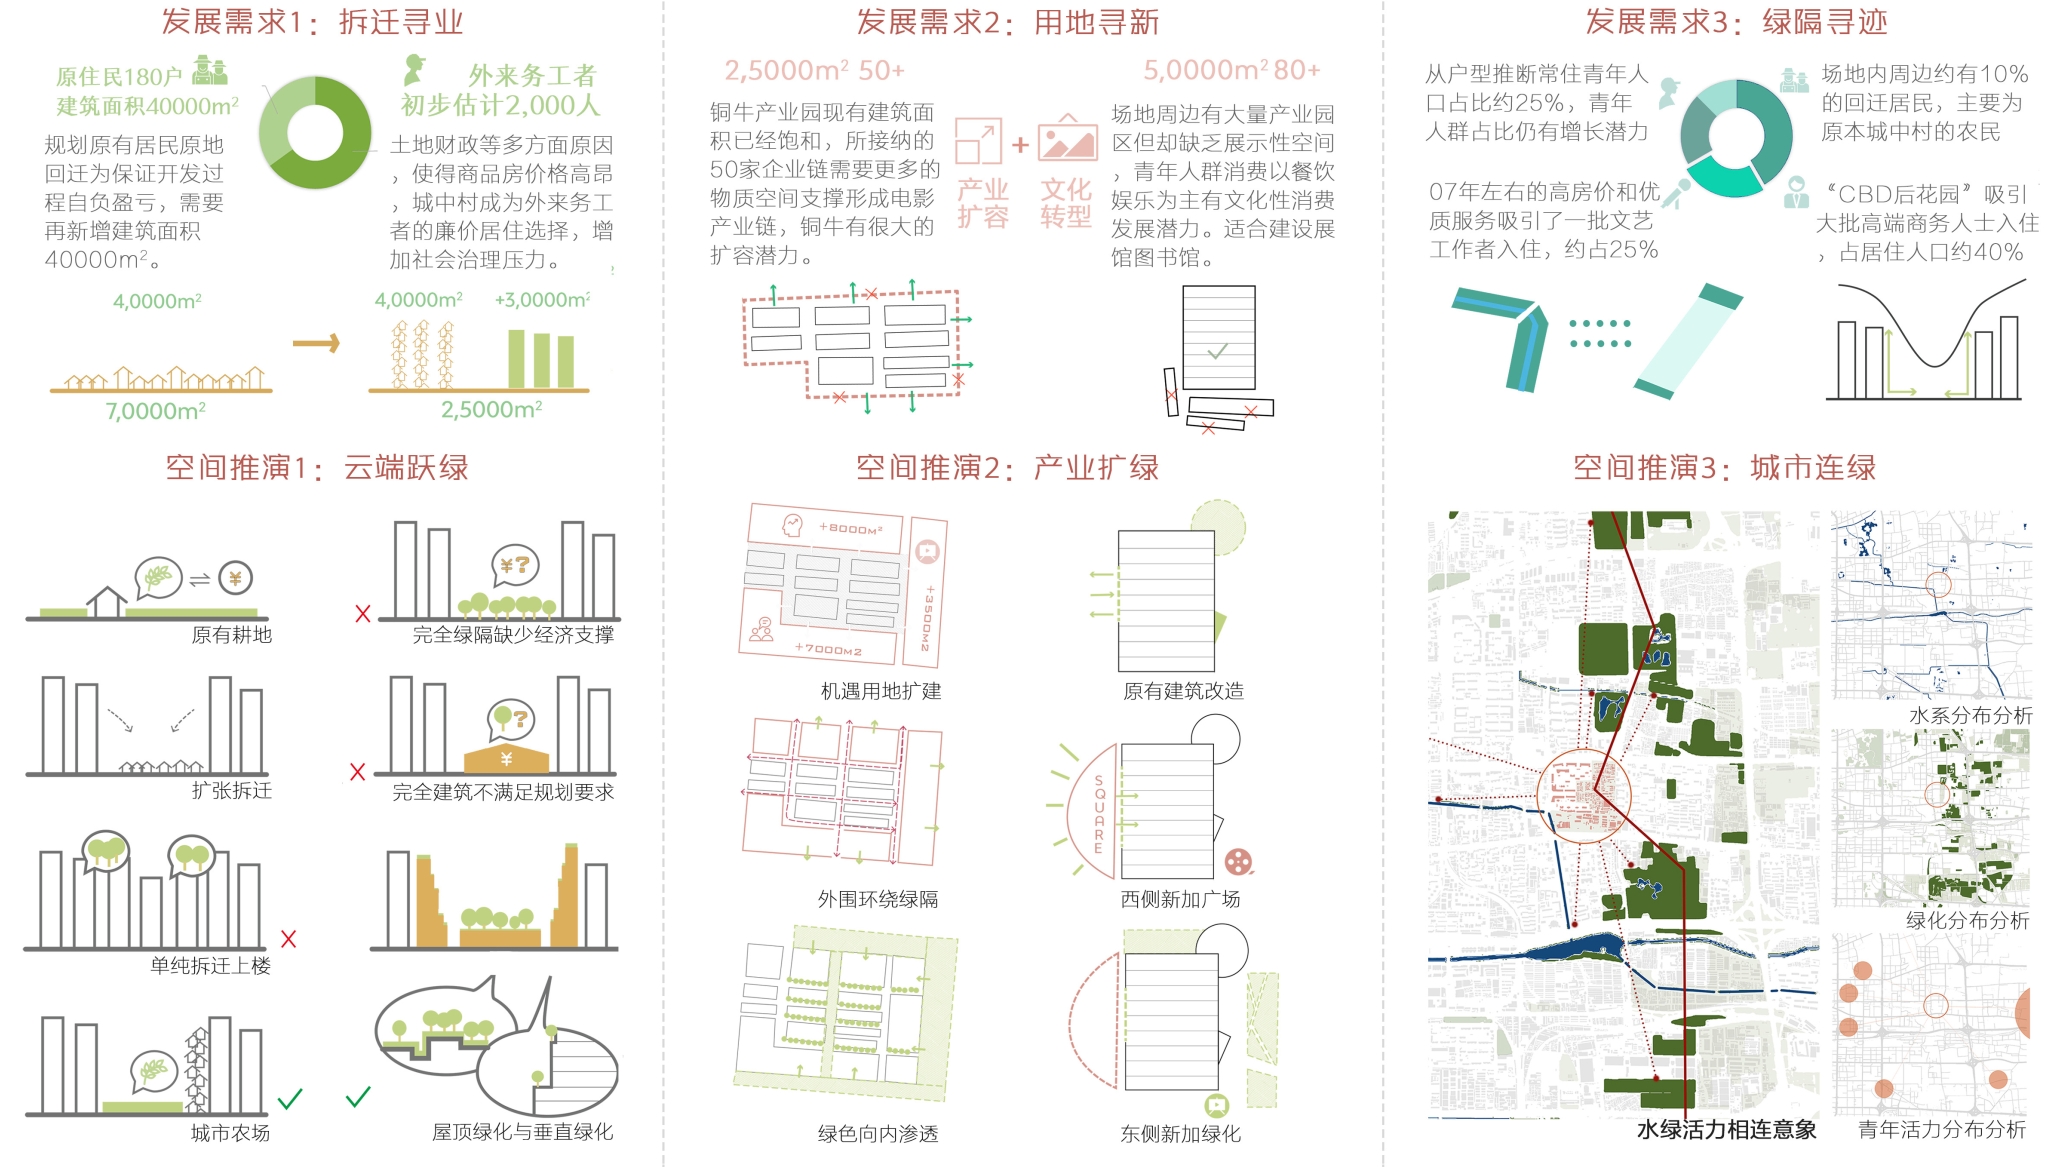 发展需求1：拆迁寻业
原住民180户
建筑面积40000m²
规划原有居民原地
回迁为保证开发过
程自负盈亏，需要
再新增建筑面积
40000m²。
外来务工者
初步估计2,000人
土地财政等多方面原因
，使得商品房价格高昂
，城中村成为外来务工
者的廉价居住选择，增
加社会治理压力。
4,0000m²
7,0000m²
4,0000m²
+3,0000m²
2,5000m²
发展需求2：用地寻新
2,5000m² 50+
铜牛产业园现有建筑面
积已经饱和，所接纳的
50家企业链需要更多的
物质空间支撑形成电影
产业链，铜牛有很大的
扩容潜力。
产业
扩容
+
文化
转型
5,0000m² 80+
场地周边有大量产业园
区但却缺乏展示性空间
，青年人群消费以餐饮
娱乐为主有文化性消费
发展潜力。适合建设展
馆图书馆。
发展需求3：绿隔寻迹
从户型推断常住青年人
口占比约25%，青年
人群占比仍有增长潜力
07年左右的高房价和优
质服务吸引了一批文艺
工作者入住，约占25%
场地内周边约有10%
的回迁居民，主要为
原本城中村的农民
“CBD后花园”吸引
大批高端商务人士入住
，占居住人口约40%
空间推演1：云端跃绿
¥
原有耕地
¥?
完全绿隔缺少经济支撑
扩张拆迁
?
¥
完全建筑不满足规划要求
单纯拆迁上楼
城市农场
屋顶绿化与垂直绿化
空间推演2：产业扩绿
+8000M²
+3500M2
+7000M2
机遇用地扩建
原有建筑改造
外围环绕绿隔
SQUARE
西侧新加广场
绿色向内渗透
东侧新加绿化
空间推演3：城市连绿
水系分布分析
绿化分布分析
水绿活力相连意象
青年活力分布分析